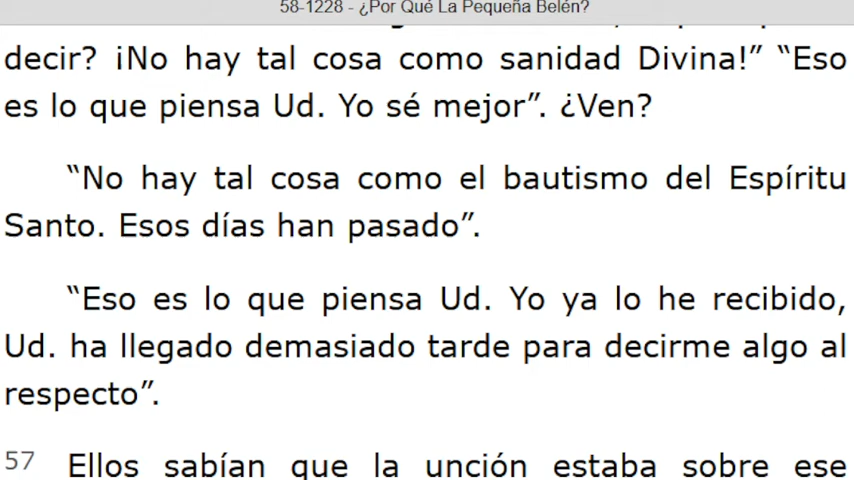 58-1228 - ¿Por Qué La Pequeña Belén?
decir? ¡No hay tal cosa como sanidad Divina!” “Eso
es lo que piensa Ud. Yo sé mejor”. ¿Ven?
“No hay tal cosa como el bautismo del Espíritu
Santo. Esos días han pasado”.
“Eso es lo que piensa Ud. Yo ya lo he recibido,
Ud. ha llegado demasiado tarde para decirme algo al
respecto”.
57 Ellos sabían que la unción estaba sobre ese